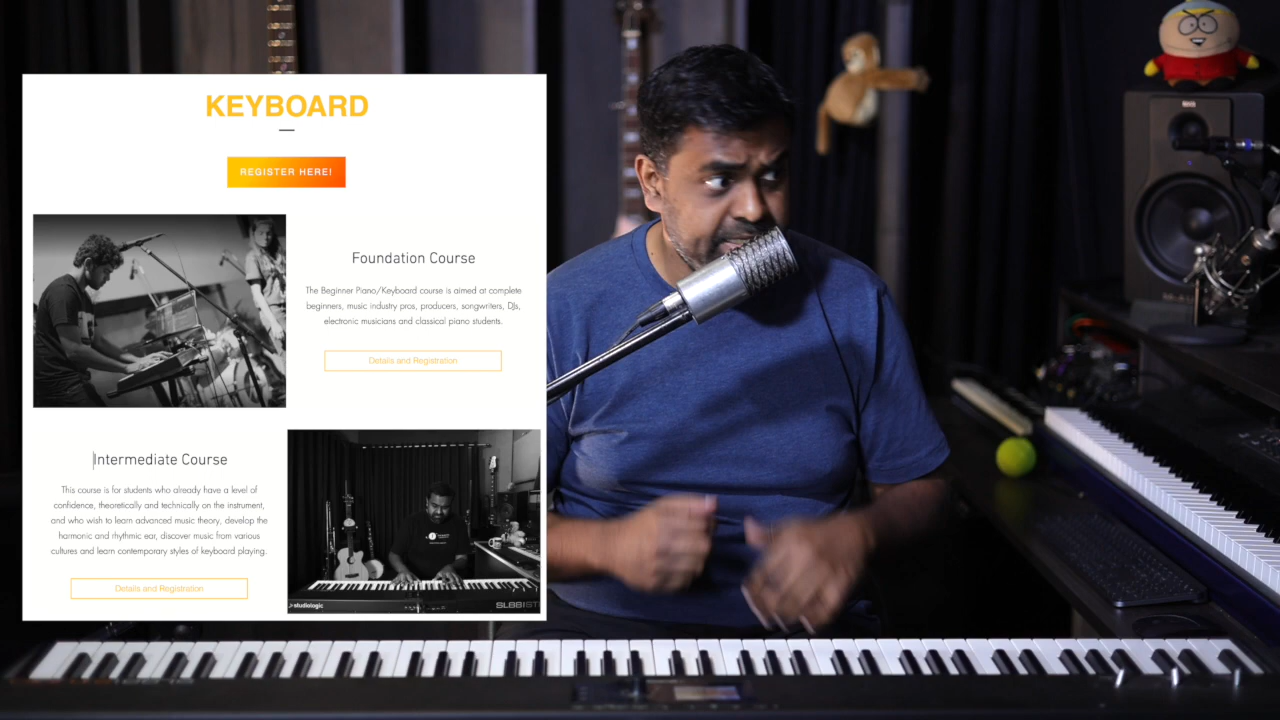 KEYBOARD
REGISTER HERE!
Foundation Course
The Beginner Piano/Keyboard course is aimed at complete
beginners, music industry pros, producers, songwriters, DJs,
electronic musicians and classical piano students.
Details and Registration
Intermediate Course
This course is for students who already have a level of
confidence, theoretically and technically on the instrument,
and who wish to learn advanced music theory, develop the
harmonic and rhythmic ear, discover music from various
cultures and learn contemporary styles of keyboard playing.
Details and Registration
studiologic
SL88